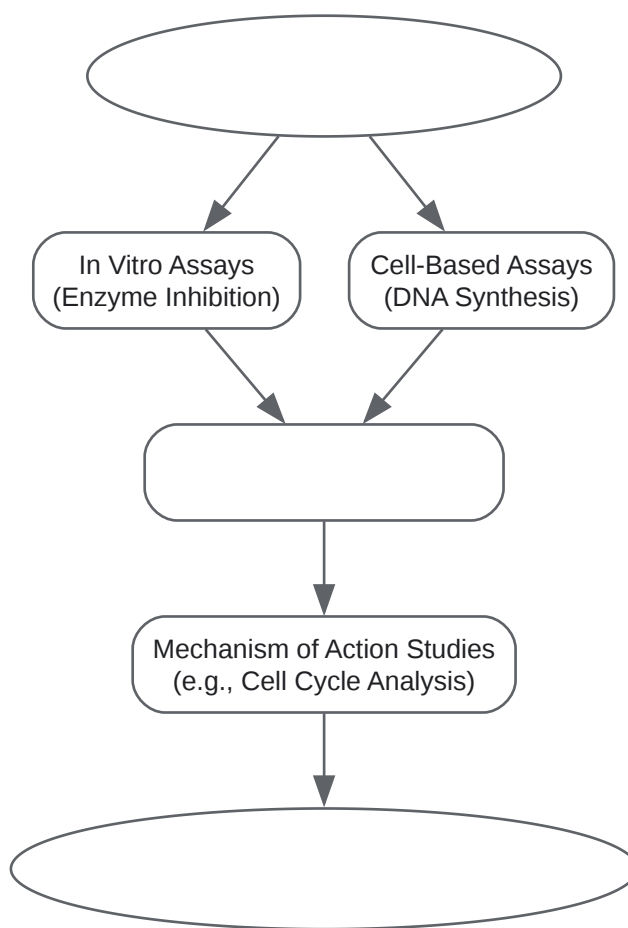 In Vitro Assays
(Enzyme Inhibition)
Cell-Based Assays
(DNA Synthesis)
Mechanism of Action Studies
(e.g., Cell Cycle Analysis)